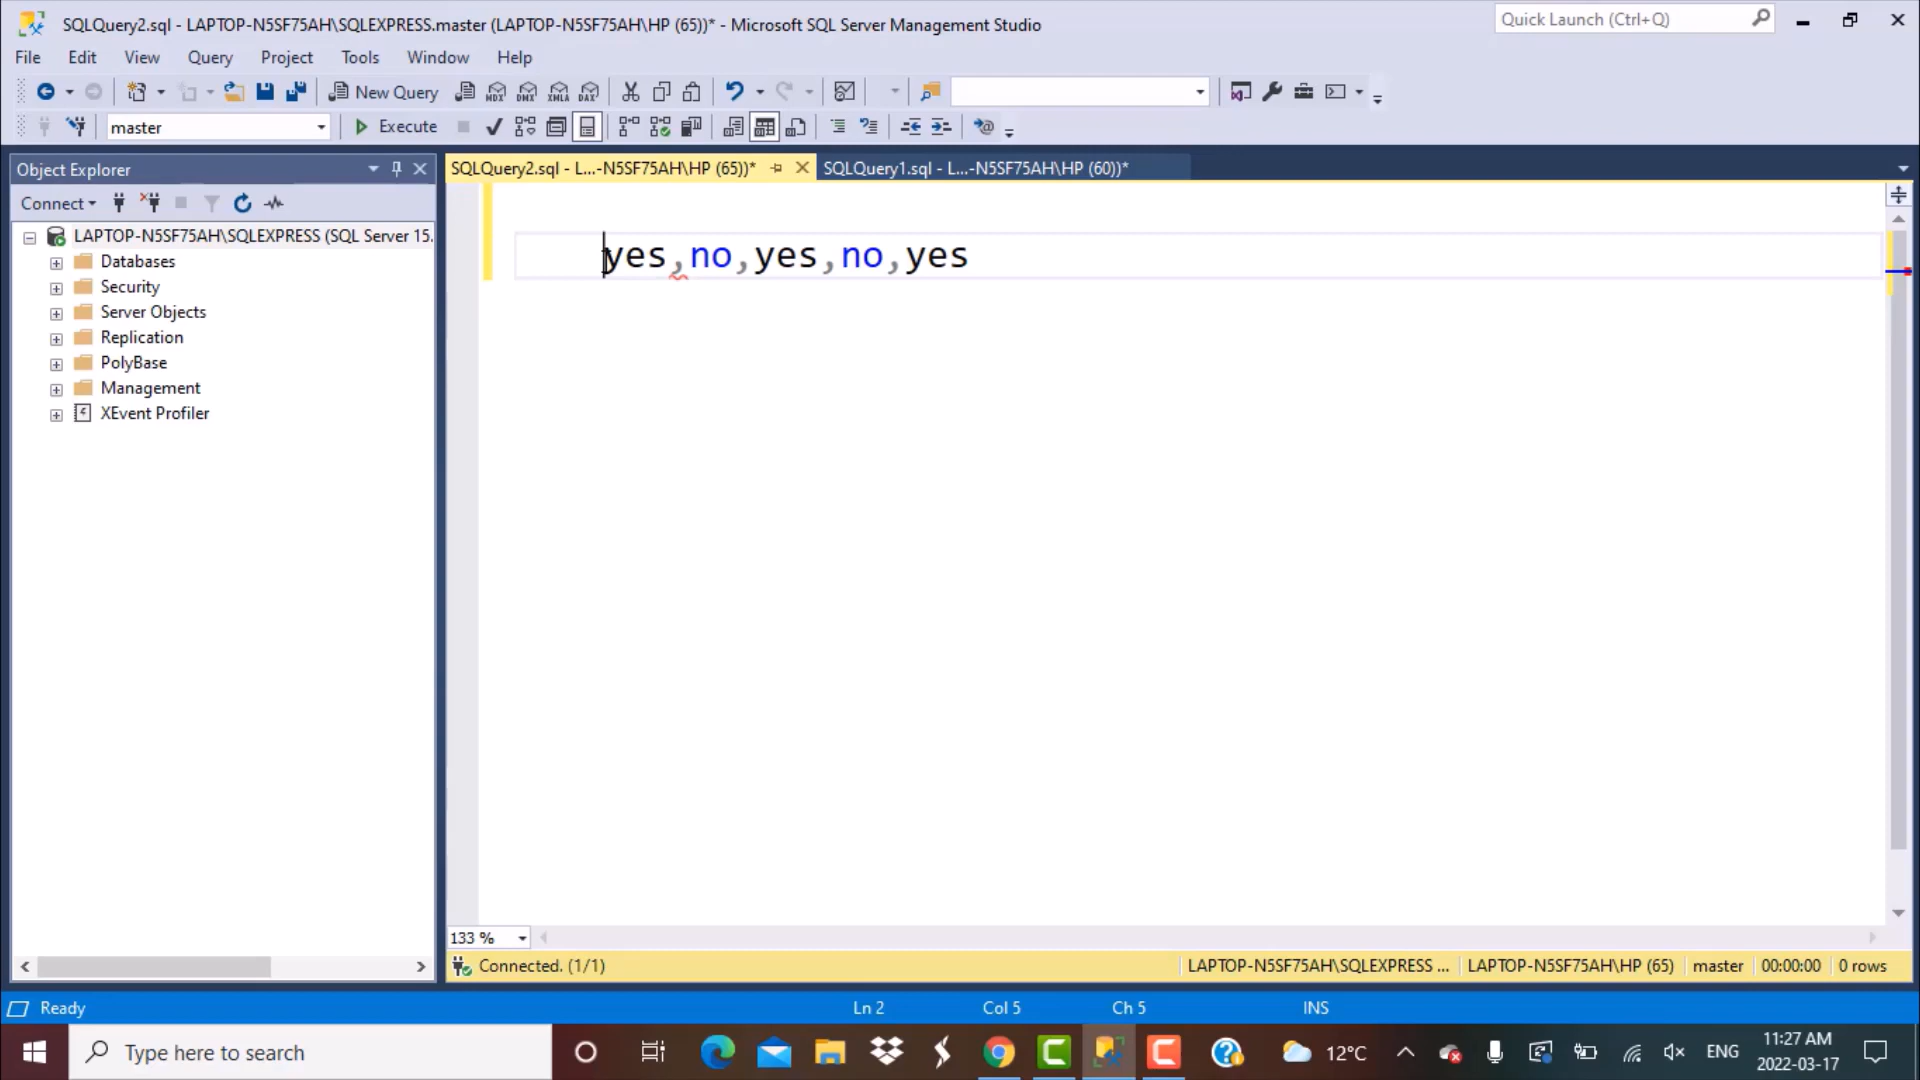 SQLQuery2.sql - LAPTOP-N5SF75AH\SQLEXPRESS.master (LAPTOP-N5SF75AH\HP (65))* - Microsoft SQL Server Management Studio
Quick Launch (Ctrl+Q)
File Edit View Query Project Tools Window Help
New Query MDX DMX XMLA DAX
master Execute
Object Explorer
SQLQuery2.sql - L...-N5SF75AH\HP (65))*
SQLQuery1.sql - L...-N5SF75AH\HP (60))*
Connect
LAPTOP-N5SF75AH\SQLEXPRESS (SQL Server 15.
Databases
Security
Server Objects
Replication
PolyBase
Management
XEvent Profiler
yes,no,yes,no,yes
133 %
Connected. (1/1)
LAPTOP-N5SF75AH\SQLEXPRESS ... LAPTOP-N5SF75AH\HP (65) master 00:00:00 0 rows
Ready Ln 2 Col 5 Ch 5 INS
Type here to search
12°C
ENG
11:27 AM
2022-03-17